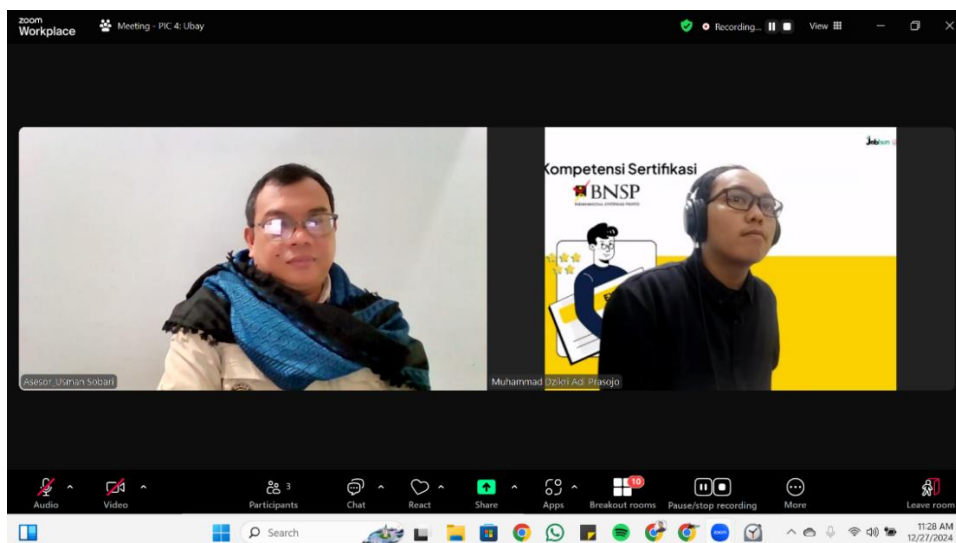 zoom
Workplace
Meeting - PIC 4: Ubay
Recording...
View
Kompetensi Sertifikasi
BNSP
Asesor_Usman Sobari
Muhammad Dzikri Adi Prasojo
Audio
Video
Participants
3
Chat
React
Share
Apps
Breakout rooms
10
Pause/stop recording
More
Leave room
Search
zoom
11:28 AM
12/27/2024